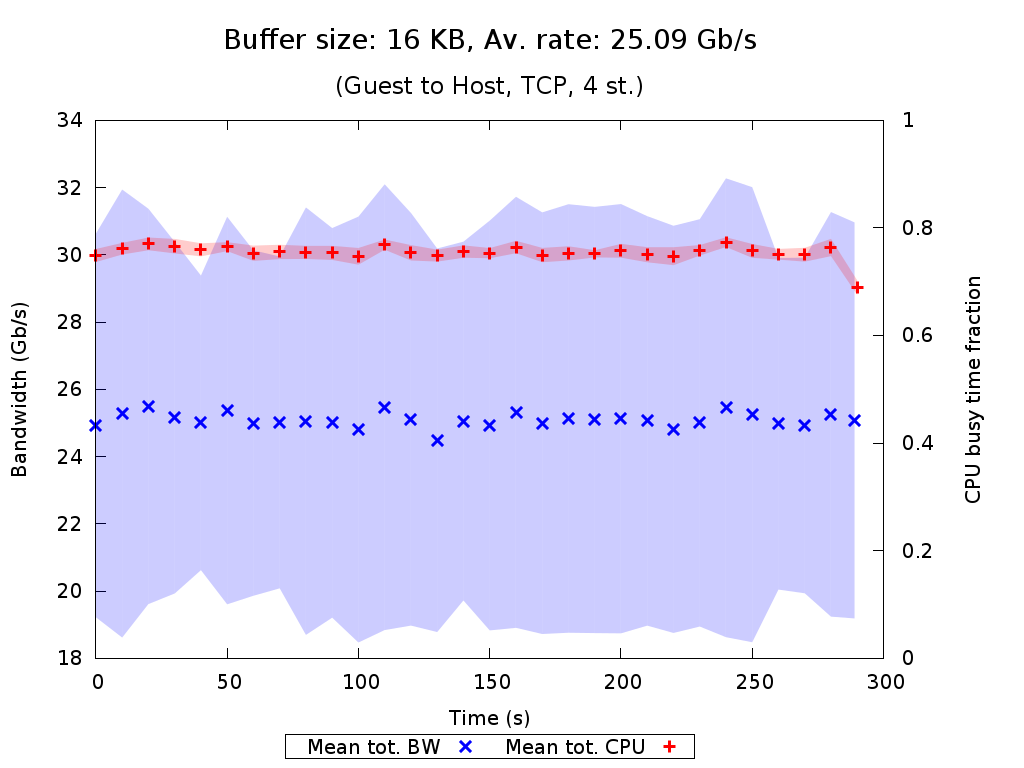 Buffer size: 16 KB, Av. rate: 25.09 Gb/s
(Guest to Host, TCP, 4 st.)
34
32
30
28
26
24
22
20
18
Bandwidth (Gb/s)
1
0.8
0.6
0.4
0.2
0
CPU busy time fraction
0 50 100 150 200 250 300
Time (s)
Mean tot. BW Mean tot. CPU